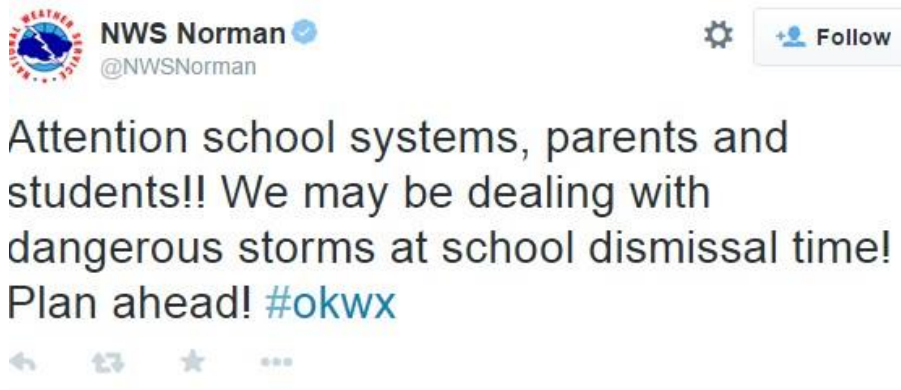 NWS Norman
@NWSNorman
Follow
Attention school systems, parents and
students!! We may be dealing with
dangerous storms at school dismissal time!
Plan ahead! #okwx